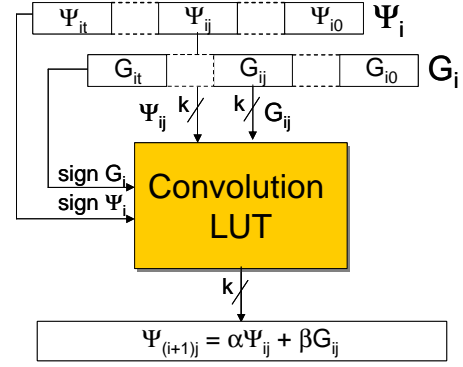 Ψit Ψij Ψi0 Ψi
Git Gij Gi0 Gi
Ψij k k Gij
sign Gi
sign Ψi
Convolution
LUT
k
Ψ(i+1)j = αΨij + βGij